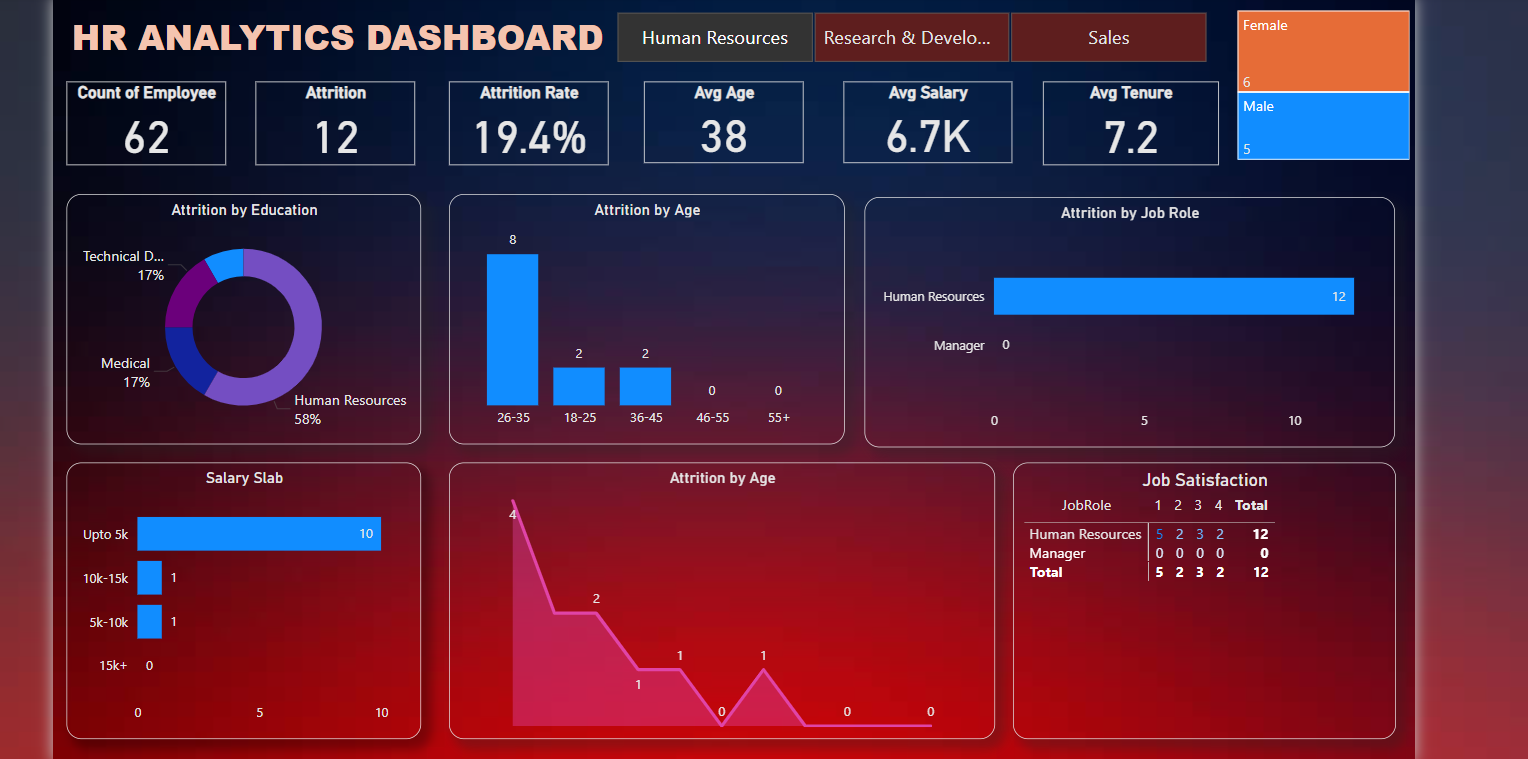 HR ANALYTICS DASHBOARD
Human Resources
Research & Develo...
Sales
Female
6
Male
5
Count of Employee
62
Attrition
12
Attrition Rate
19.4%
Avg Age
38
Avg Salary
6.7K
Avg Tenure
7.2
Attrition by Education
Technical D...
17%
Medical
17%
Human Resources
58%
Attrition by Age
8
2
2
0
0
26-35
18-25
36-45
46-55
55+
Attrition by Job Role
Human Resources
12
Manager
0
0
5
10
Salary Slab
Upto 5k
10
10k-15k
1
5k-10k
1
15k+
0
0
5
10
Attrition by Age
4
2
1
1
0
1
0
0
Job Satisfaction
JobRole 1 2 3 4 Total
Human Resources 5 2 3 2 12
Manager 0 0 0 0 0
Total 5 2 3 2 12